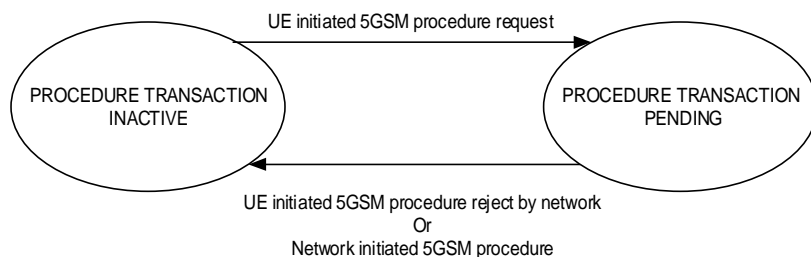 UE initiated 5GSM procedure request
PROCEDURE TRANSACTION
INACTIVE
PROCEDURE TRANSACTION
PENDING
UE initiated 5GSM procedure reject by network
Or
Network initiated 5GSM procedure